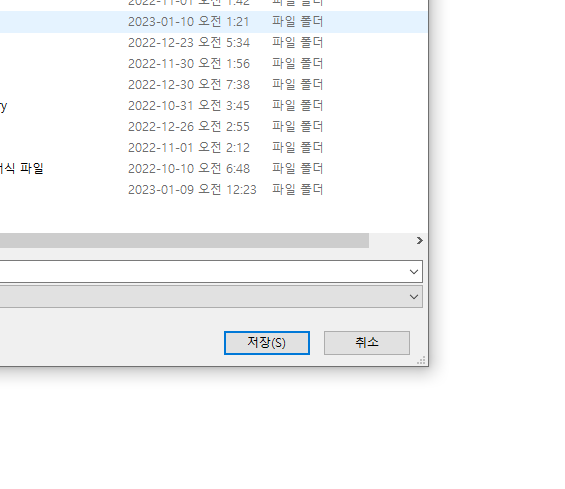 2022-11-01 오전 1:42 파일 폴더
2023-01-10 오전 1:21 파일 폴더
2022-12-23 오전 5:34 파일 폴더
2022-11-30 오전 1:56 파일 폴더
2022-12-30 오전 7:38 파일 폴더
ry 2022-10-31 오전 3:45 파일 폴더
2022-12-26 오전 2:55 파일 폴더
2022-11-01 오전 2:12 파일 폴더
식 파일 2022-10-10 오전 6:48 파일 폴더
2023-01-09 오전 12:23 파일 폴더
저장(S) 취소